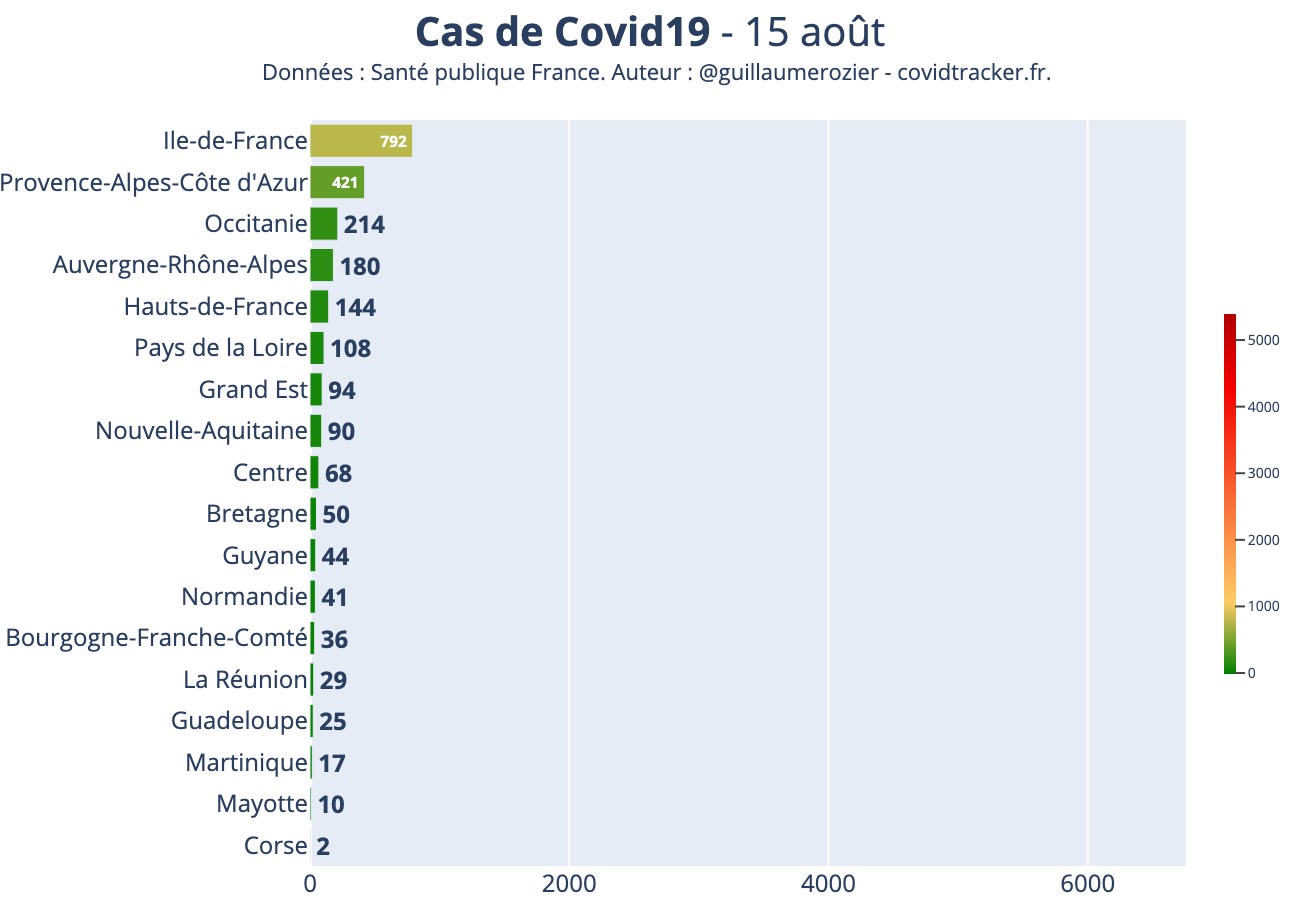 Cas de Covid19 - 15 août
Données : Santé publique France. Auteur : @guillaumerozier - covidtracker.fr.
Ile-de-France 792
Provence-Alpes-Côte d'Azur 421
Occitanie 214
Auvergne-Rhône-Alpes 180
Hauts-de-France 144
Pays de la Loire 108
Grand Est 94
Nouvelle-Aquitaine 90
Centre 68
Bretagne 50
Guyane 44
Normandie 41
Bourgogne-Franche-Comté 36
La Réunion 29
Guadeloupe 25
Martinique 17
Mayotte 10
Corse 2
0 2000 4000 6000
5000
4000
3000
2000
1000
0